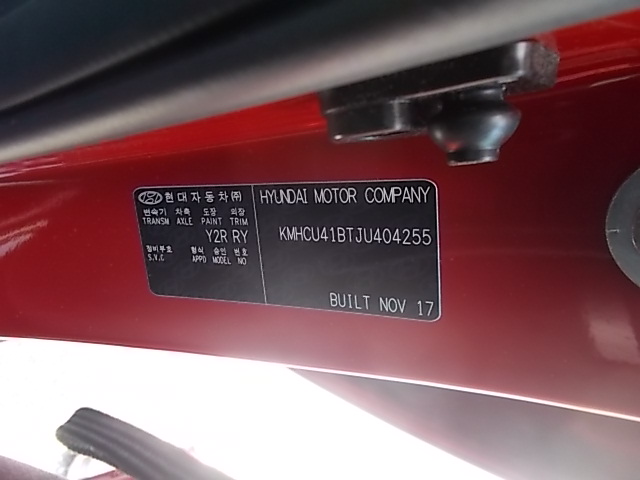 현대자동차㈜
변속기 차축 도장 외장
TRANSM AXLE PAINT TRIM
Y2R RY
정비부호 형식 승인 번호
S.V.C APPD MODEL NO
HYUNDAI MOTOR COMPANY
KMHCU41BTJU404255
BUILT NOV 17